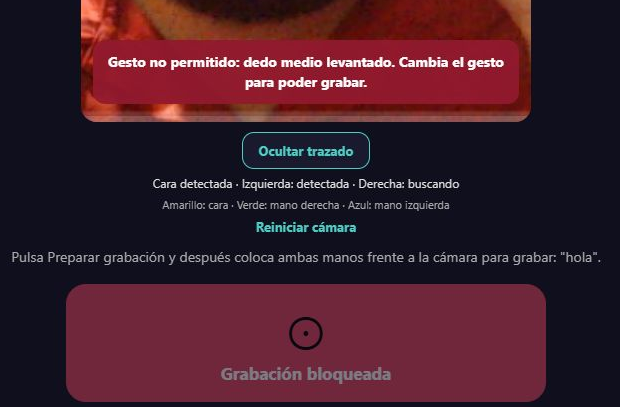 Gesto no permitido: dedo medio levantado. Cambia el gesto
para poder grabar.
Ocultar trazado
Cara detectada · Izquierda: detectada · Derecha: buscando
Amarillo: cara · Verde: mano derecha · Azul: mano izquierda
Reiniciar cámara
Pulsa Preparar grabación y después coloca ambas manos frente a la cámara para grabar: "hola".
Grabación bloqueada